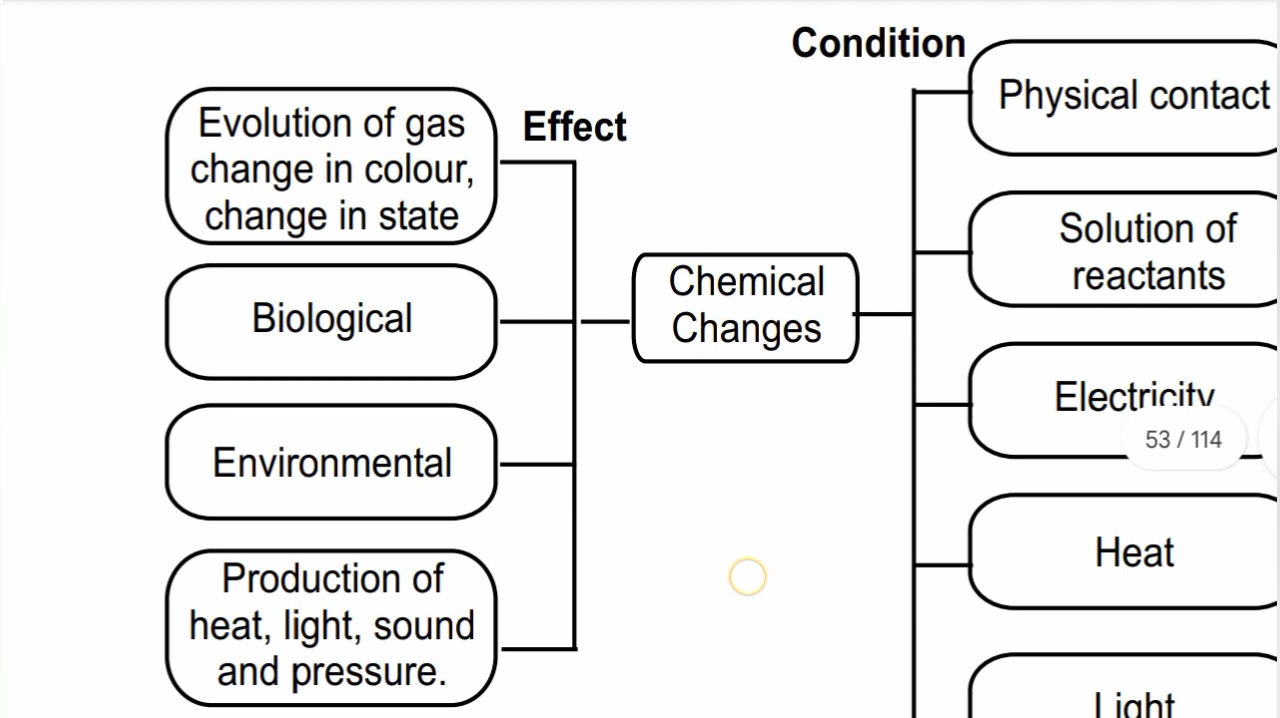 Condition
Physical contact
Evolution of gas
change in colour,
change in state
Effect
Solution of
reactants
Chemical
Changes
Biological
Electricity
53 / 114
Environmental
Heat
Production of
heat, light, sound
and pressure.
Light